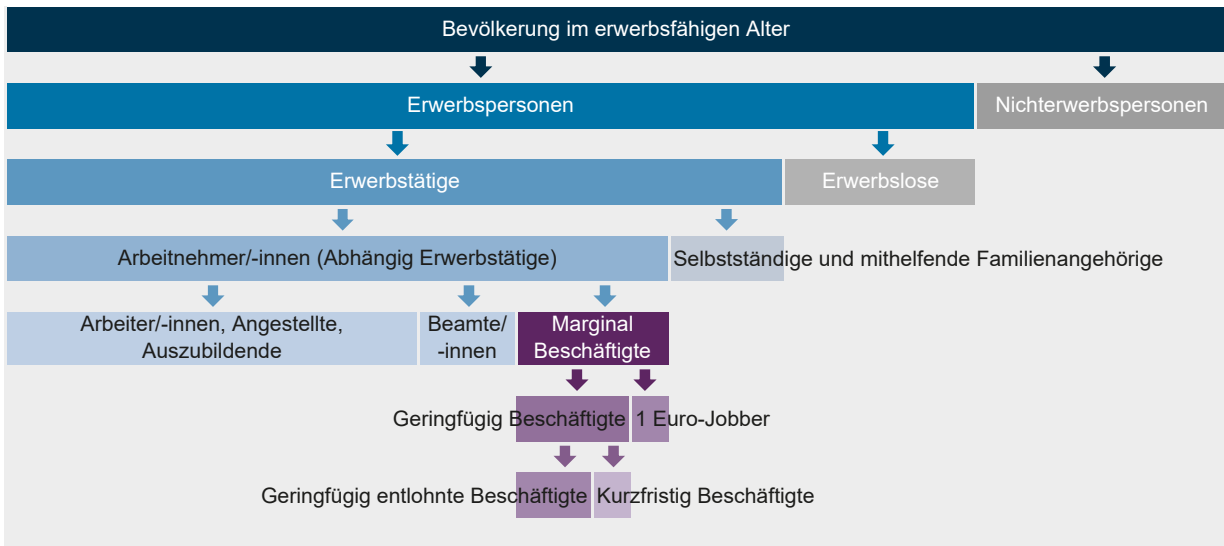 Bevölkerung im erwerbsfähigen Alter
Erwerbspersonen
Nichterwerbspersonen
Erwerbstätige
Erwerbslose
Arbeitnehmer/-innen (Abhängig Erwerbstätige)
Selbstständige und mithelfende Familienangehörige
Arbeiter/-innen, Angestellte,
Auszubildende
Beamte/
-innen
Marginal
Beschäftigte
Geringfügig Beschäftigte
1 Euro-Jobber
Geringfügig entlohnte Beschäftigte
Kurzfristig Beschäftigte